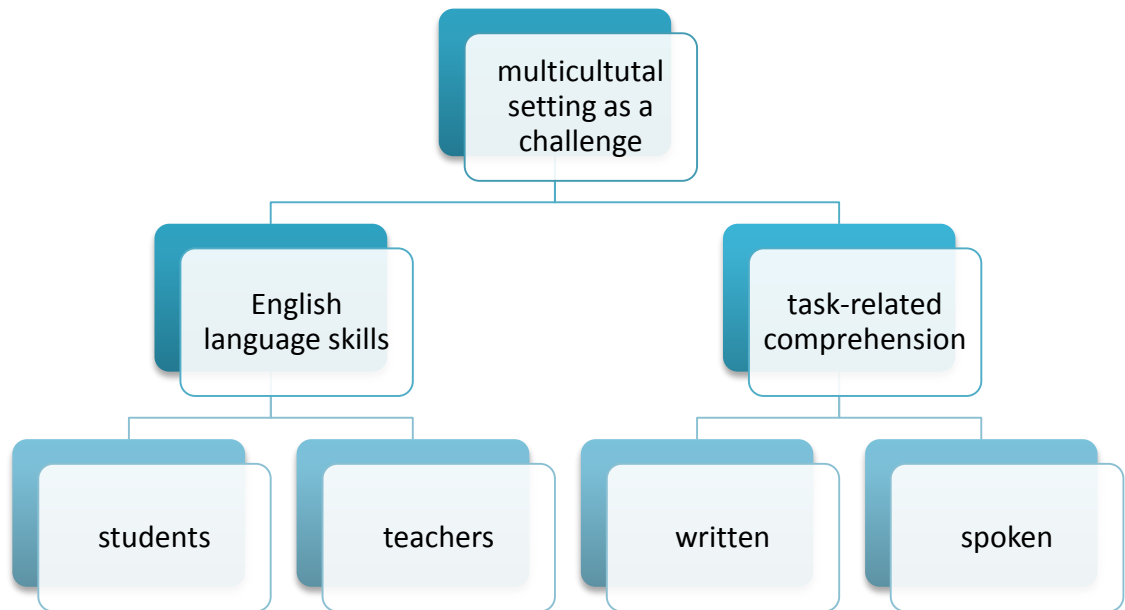 multicultutal
setting as a
challenge
English
language skills
task-related
comprehension
students
teachers
written
spoken